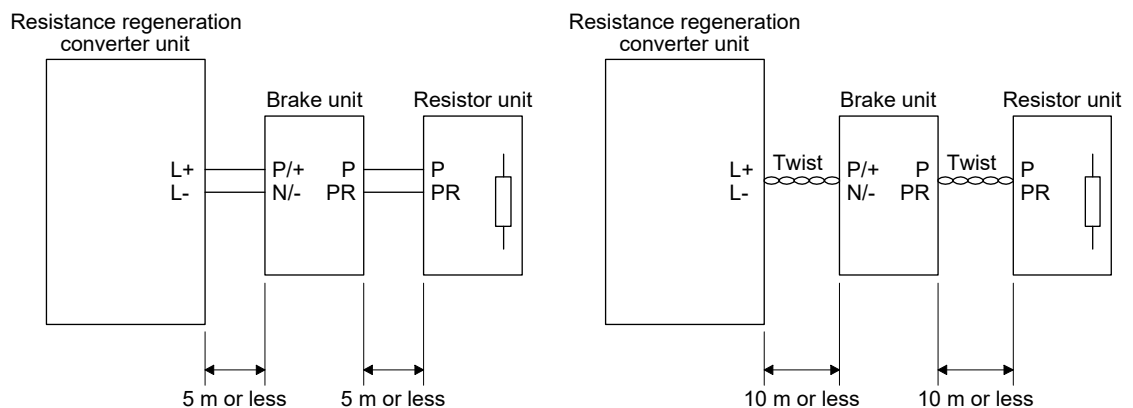 Resistance regeneration
converter unit
Brake unit
Resistor unit
L+
P/+
P
P
L-
N/-
PR
PR
5 m or less
5 m or less
Resistance regeneration
converter unit
Brake unit
Resistor unit
L+
Twist
P/+
P
Twist
P
L-
N/-
PR
PR
10 m or less
10 m or less